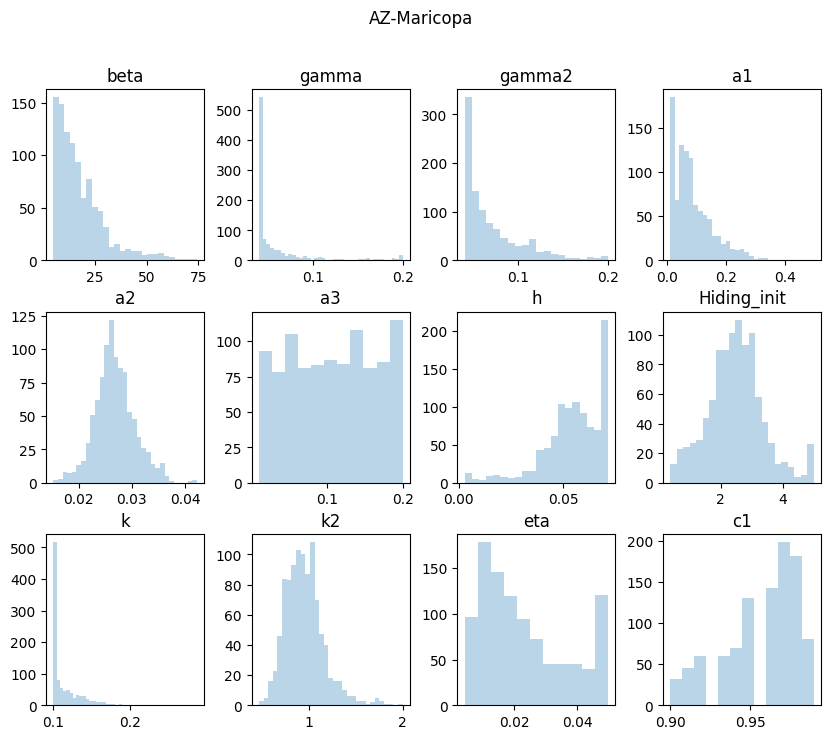 AZ-Maricopa
beta gamma gamma2 a1
150 100 50 0
25 50 75
500 400 300 200 100 0
0.1 0.2
300 200 100 0
0.1 0.2
150 100 50 0
0.0 0.2 0.4
a2 a3 h Hiding_init
125 100 75 50 25 0
0.02 0.03 0.04
100 75 50 25 0
0.1 0.2
200 150 100 50 0
0.00 0.05
100 80 60 40 20 0
2 4
k k2 eta c1
500 400 300 200 100 0
0.1 0.2
100 80 60 40 20 0
1 2
150 100 50 0
0.02 0.04
200 150 100 50 0
0.90 0.95